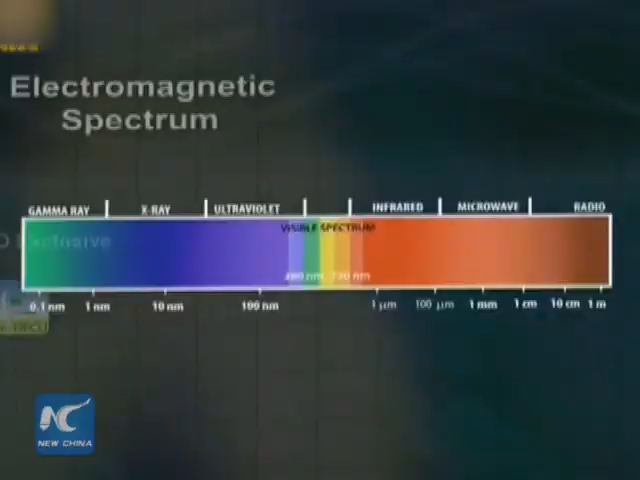 Electromagnetic
Spectrum
GAMMA RAY X-RAY ULTRAVIOLET INFRARED MICROWAVE RADIO
VISIBLE SPECTRUM
Exclusive
0.1 nm 1 nm 10 nm 100 nm 1 µm 100 µm 1 mm 1 cm 10 cm 1 m
NEW CHINA